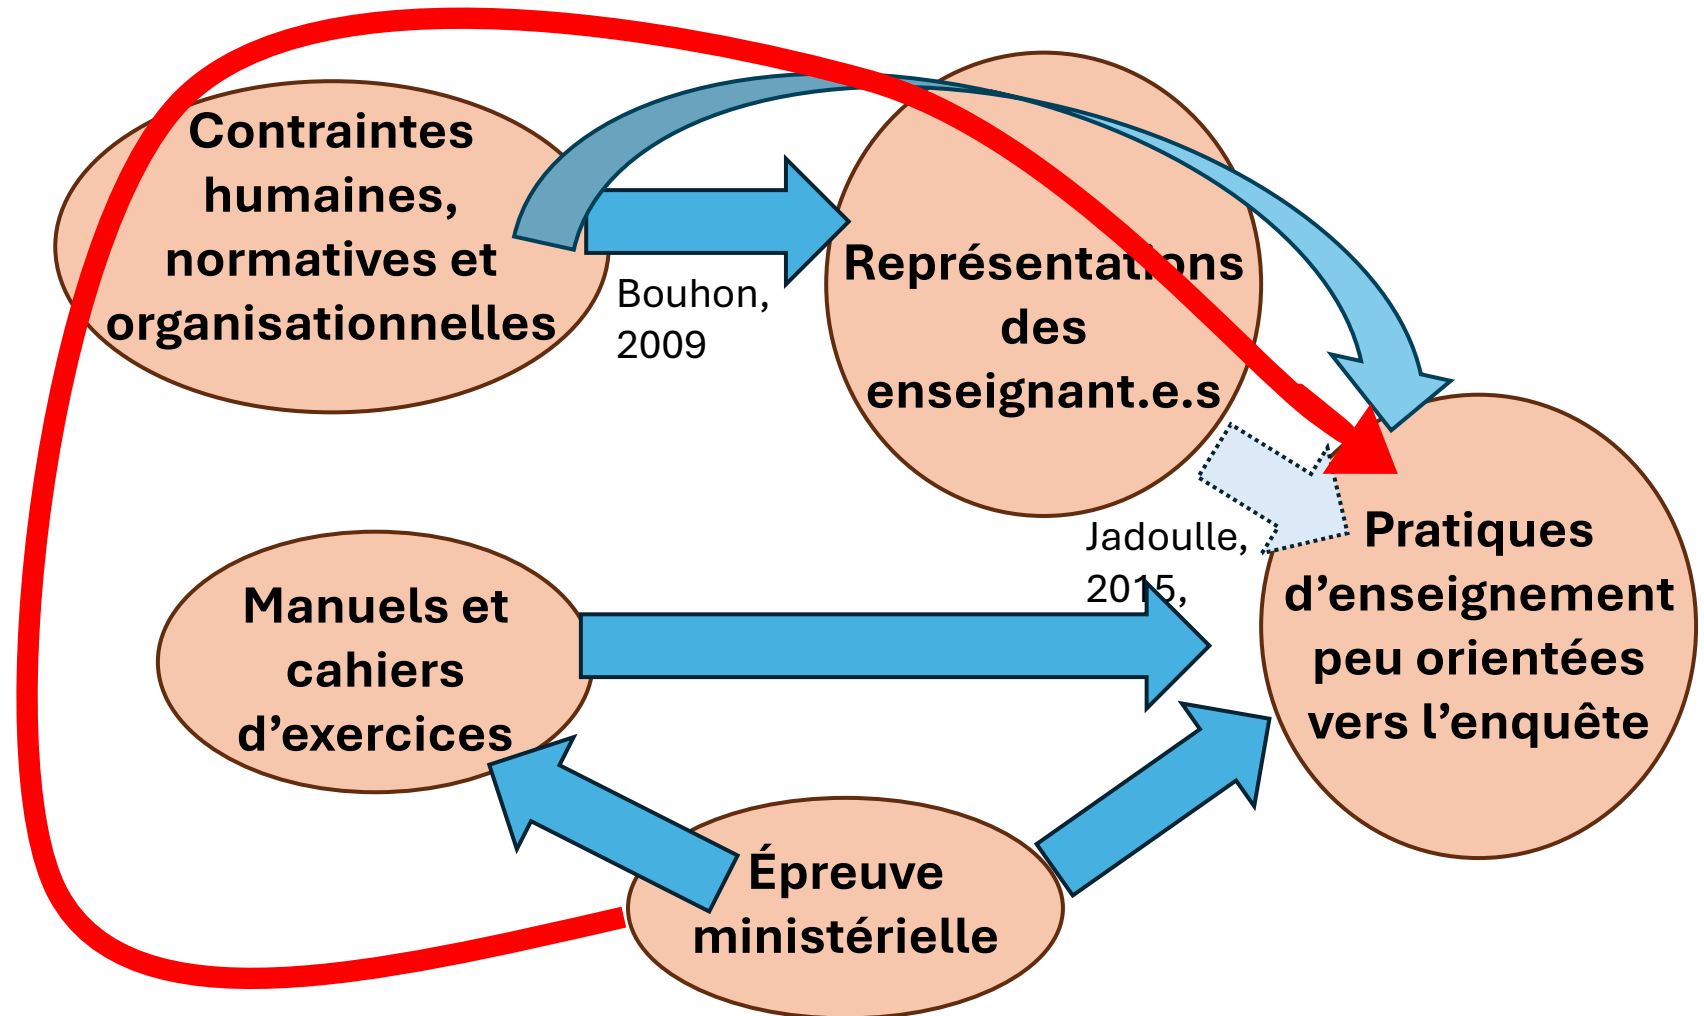 Contraintes
humaines,
normatives et
organisationnelles
Bouhon,
2009
Représentations
des
enseignant.e.s
Jadoulle,
2015,
Manuels et
cahiers
d’exercices
Pratiques
d’enseignement
peu orientées
vers l’enquête
Épreuve
ministérielle